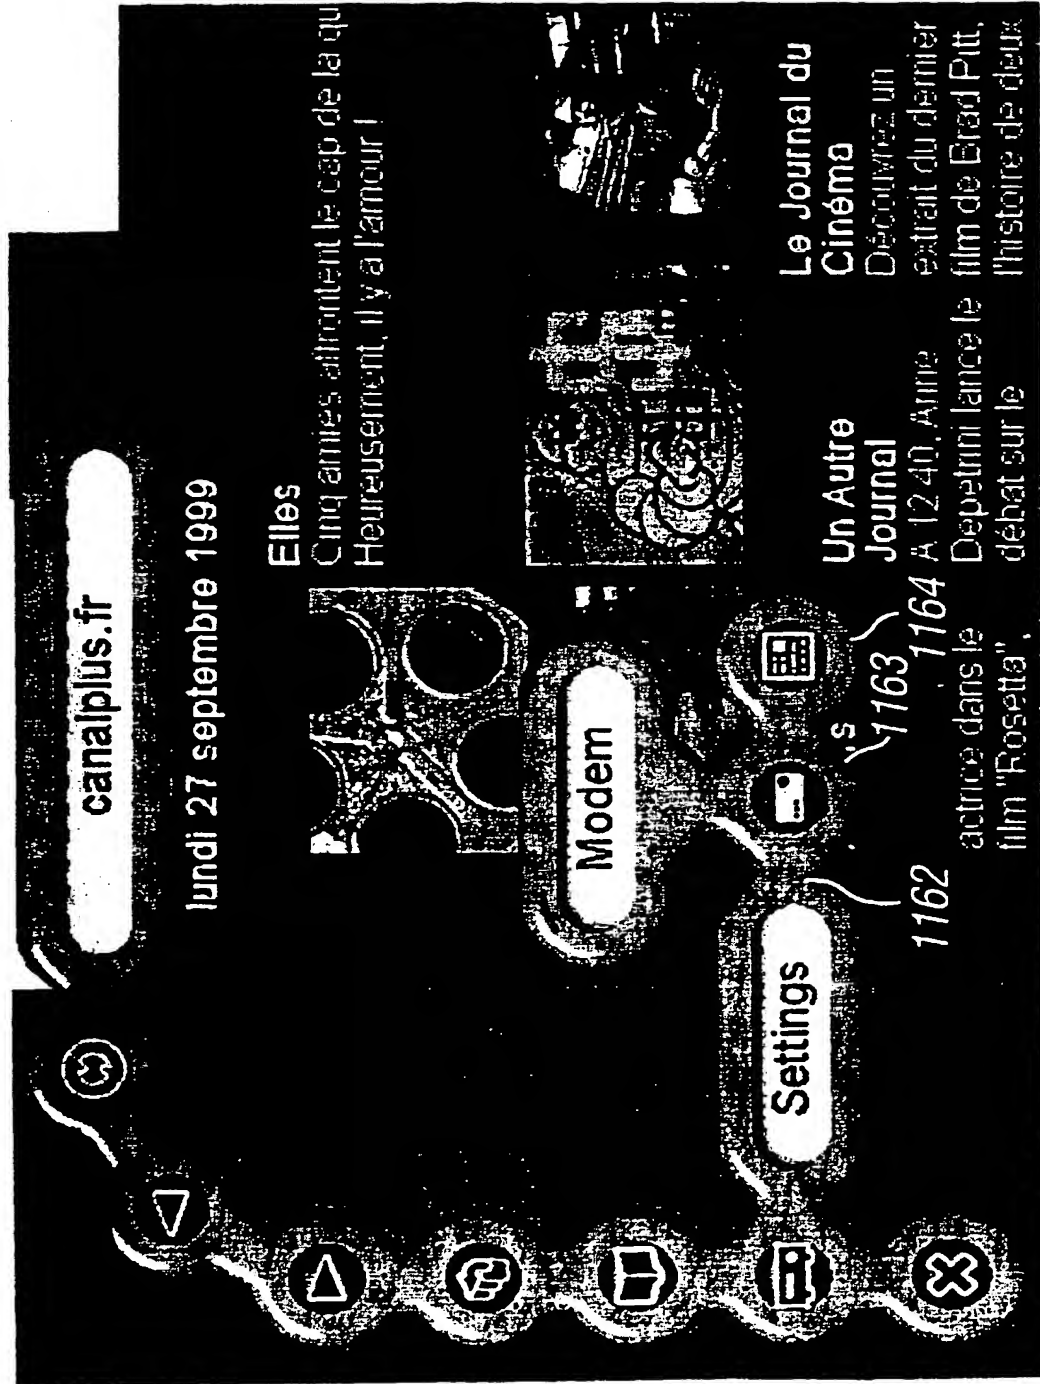 canalplus.fr
lundi 27 septembre 1999
Elles
Cinq amies affrontent le cap de la qu
Heureusement, il y a l'amour !
Modem
Settings
1162
1163
1164
,s
actrice dans le
film "Rosetta",
Un Autre
Journal
A 12.40, Anne
Depetrini lance le
débat sur le
Le Journal du
Cinéma
Découvrez un
extrait du dernier
film de Brad Pitt,
l'histoire de deux